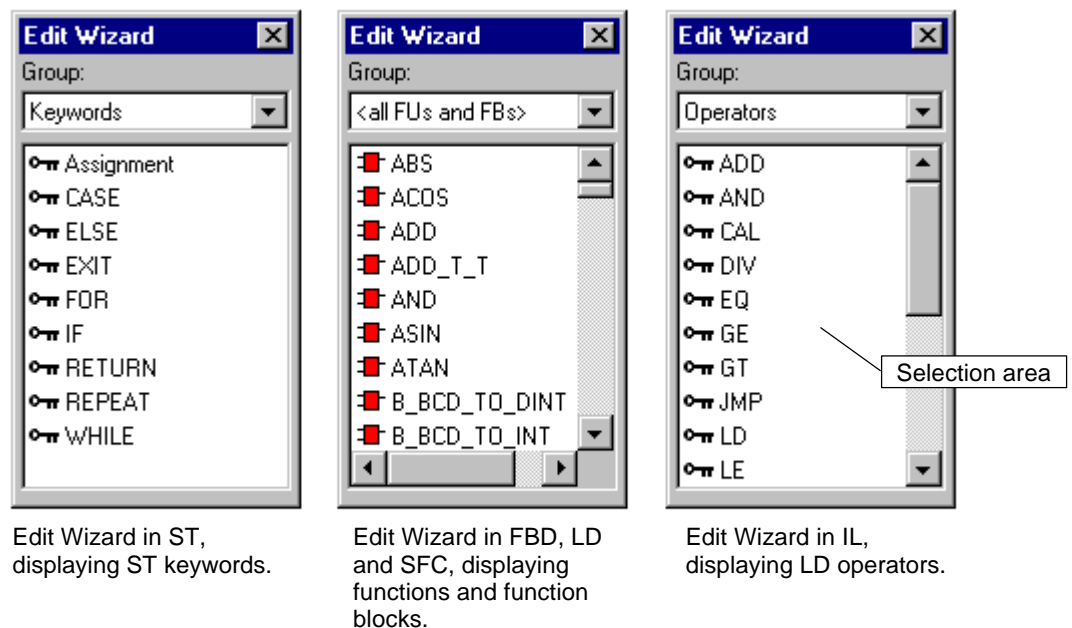 Edit Wizard
Group:
Keywords
Assignment
CASE
ELSE
EXIT
FOR
IF
RETURN
REPEAT
WHILE
Edit Wizard in ST,
displaying ST keywords.
Edit Wizard
Group:
<all FUs and FBs>
ABS
ACOS
ADD
ADD_T_T
AND
ASIN
ATAN
B_BCD_TO_DINT
B_BCD_TO_INT
Edit Wizard in FBD, LD
and SFC, displaying
functions and function
blocks.
Edit Wizard
Group:
Operators
ADD
AND
CAL
DIV
EQ
GE
GT
JMP
LD
LE
Selection area
Edit Wizard in IL,
displaying LD operators.